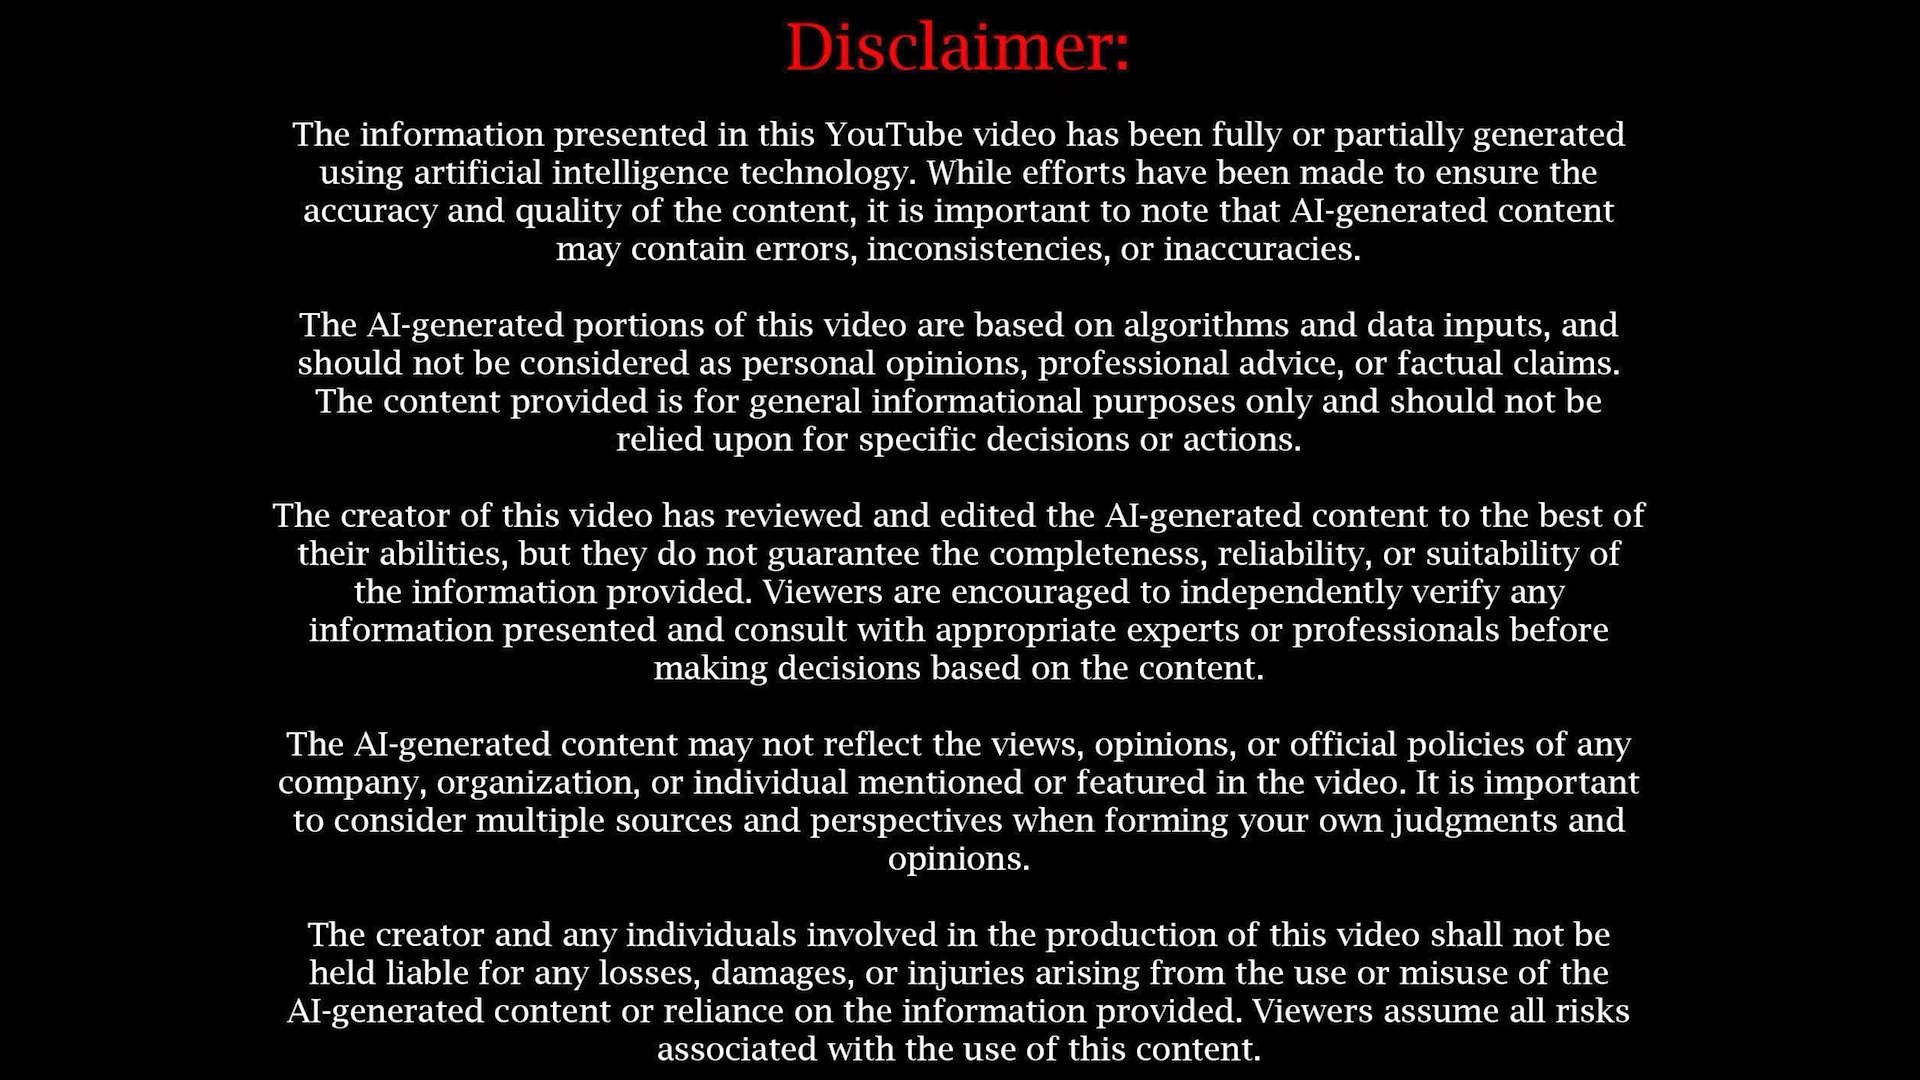 Disclaimer:
The information presented in this YouTube video has been fully or partially generated
using artificial intelligence technology. While efforts have been made to ensure the
accuracy and quality of the content, it is important to note that AI-generated content
may contain errors, inconsistencies, or inaccuracies.
The AI-generated portions of this video are based on algorithms and data inputs, and
should not be considered as personal opinions, professional advice, or factual claims.
The content provided is for general informational purposes only and should not be
relied upon for specific decisions or actions.
The creator of this video has reviewed and edited the AI-generated content to the best of
their abilities, but they do not guarantee the completeness, reliability, or suitability of
the information provided. Viewers are encouraged to independently verify any
information presented and consult with appropriate experts or professionals before
making decisions based on the content.
The AI-generated content may not reflect the views, opinions, or official policies of any
company, organization, or individual mentioned or featured in the video. It is important
to consider multiple sources and perspectives when forming your own judgments and
opinions.
The creator and any individuals involved in the production of this video shall not be
held liable for any losses, damages, or injuries arising from the use or misuse of the
AI-generated content or reliance on the information provided. Viewers assume all risks
associated with the use of this content.